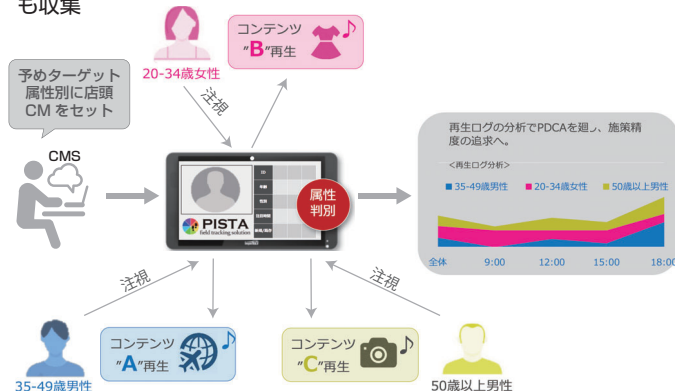 も収集
コンテンツ
"B"再生
20-34歳女性
予めターゲット
属性別に店頭
CM をセット
注視
CMS
ID
年齢
性別
属性
判別
PISTA
field tracking solution
再生ログの分析でPDCAを廻し、施策精
度の追求へ。
<再生ログ分析>
35-49歳男性 20-34歳女性 50歳以上男性
全体 9:00 12:00 15:00 18:00
注視
注視
コンテンツ
"A"再生
コンテンツ
"C"再生
35-49歳男性
50歳以上男性